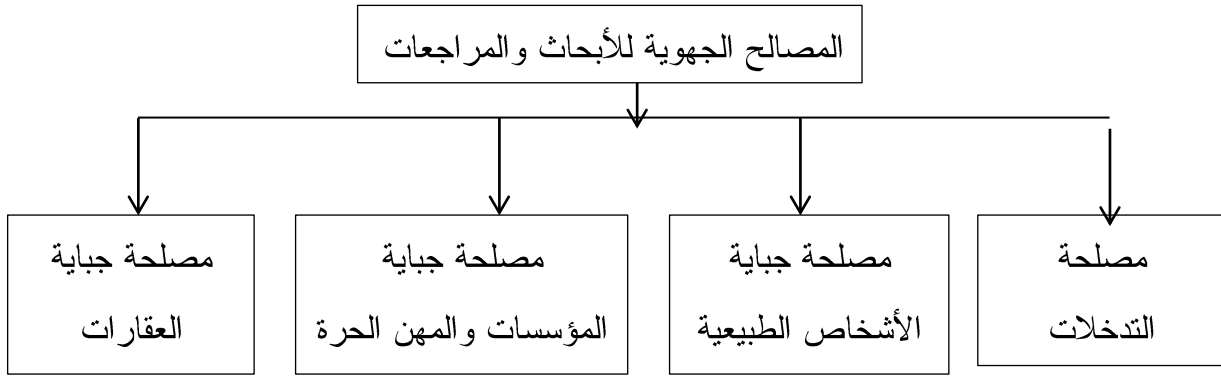 المصالح الجهوية للأبحاث والمراجعات
مصلحة
التدخلات
مصلحة جباية
الأشخاص الطبيعية
مصلحة جباية
المؤسسات والمهن الحرة
مصلحة جباية
العقارات